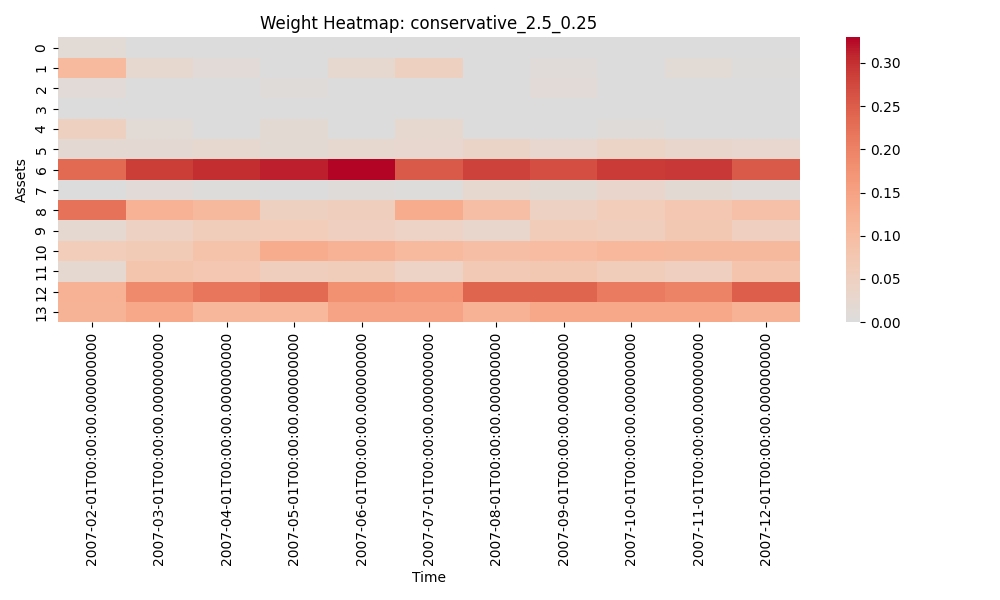 Weight Heatmap: conservative_2.5_0.25
Assets
0
1
2
3
4
5
6
7
8
9
10
11
12
13
0.30
0.25
0.20
0.15
0.10
0.05
0.00
2007-02-01T00:00:00.000000000
2007-03-01T00:00:00.000000000
2007-04-01T00:00:00.000000000
2007-05-01T00:00:00.000000000
2007-06-01T00:00:00.000000000
2007-07-01T00:00:00.000000000
2007-08-01T00:00:00.000000000
2007-09-01T00:00:00.000000000
2007-10-01T00:00:00.000000000
2007-11-01T00:00:00.000000000
2007-12-01T00:00:00.000000000
Time